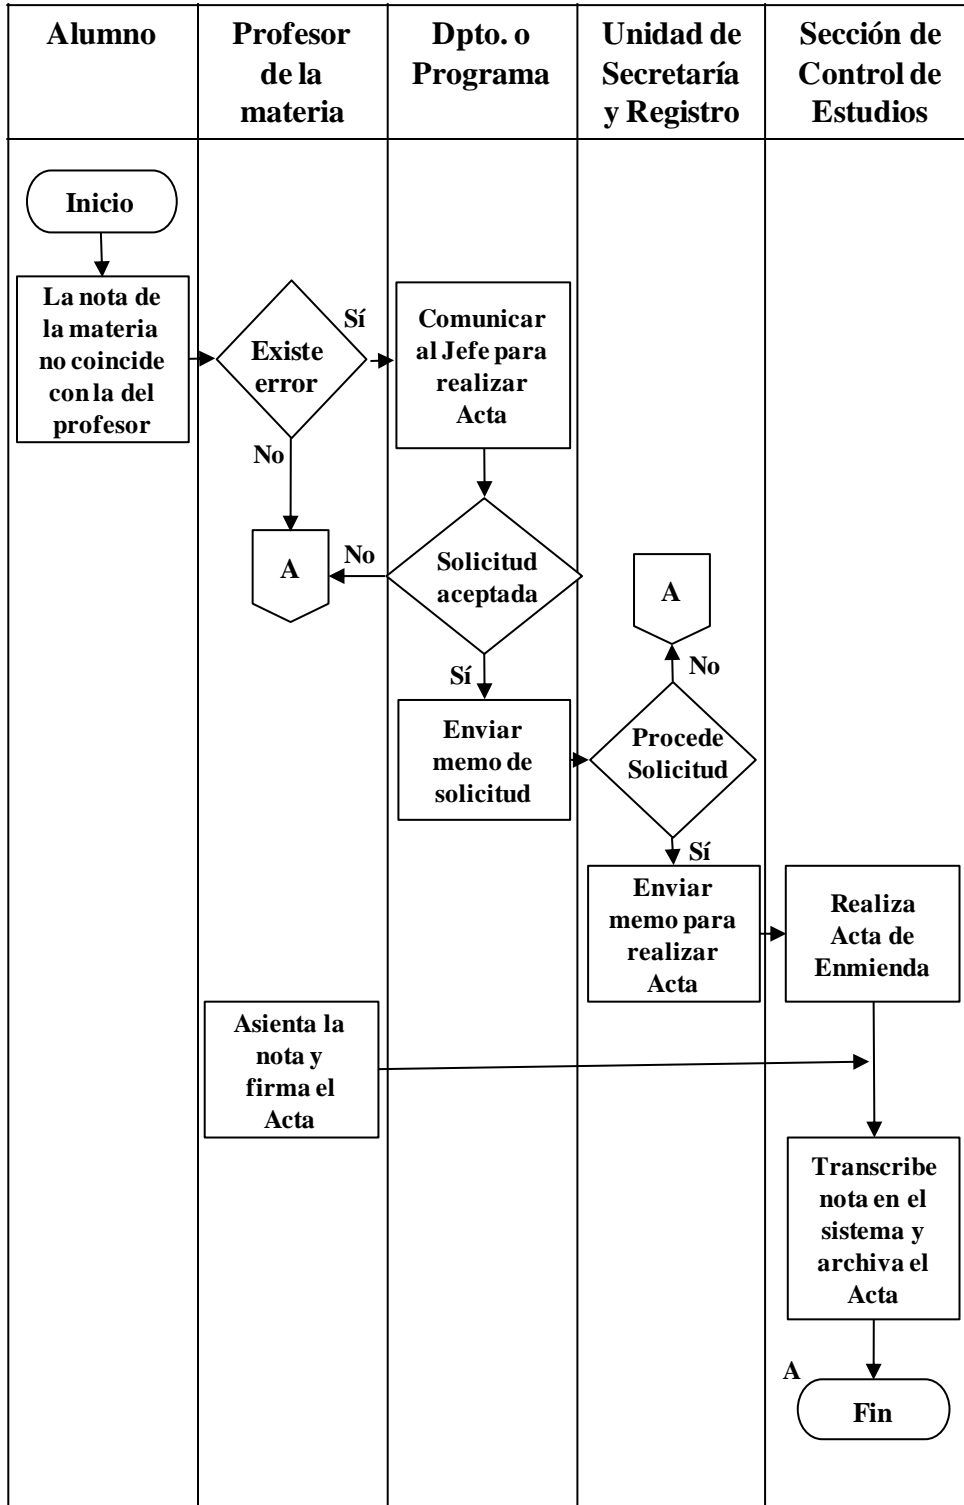 Alumno
Profesor
de la
materia
Dpto. o
Programa
Unidad de
Secretaría
y Registro
Sección de
Control de
Estudios
Inicio
La nota de
la materia
no coincide
con la del
profesor
Existe
error
Sí
No
Comunicar
al Jefe para
realizar
Acta
A
No
Solicitud
aceptada
Sí
A
No
Enviar
memo de
solicitud
Procede
Solicitud
Sí
Enviar
memo para
realizar
Acta
Realiza
Acta de
Enmienda
Asienta la
nota y
firma el
Acta
Transcribe
nota en el
sistema y
archiva el
Acta
A
Fin